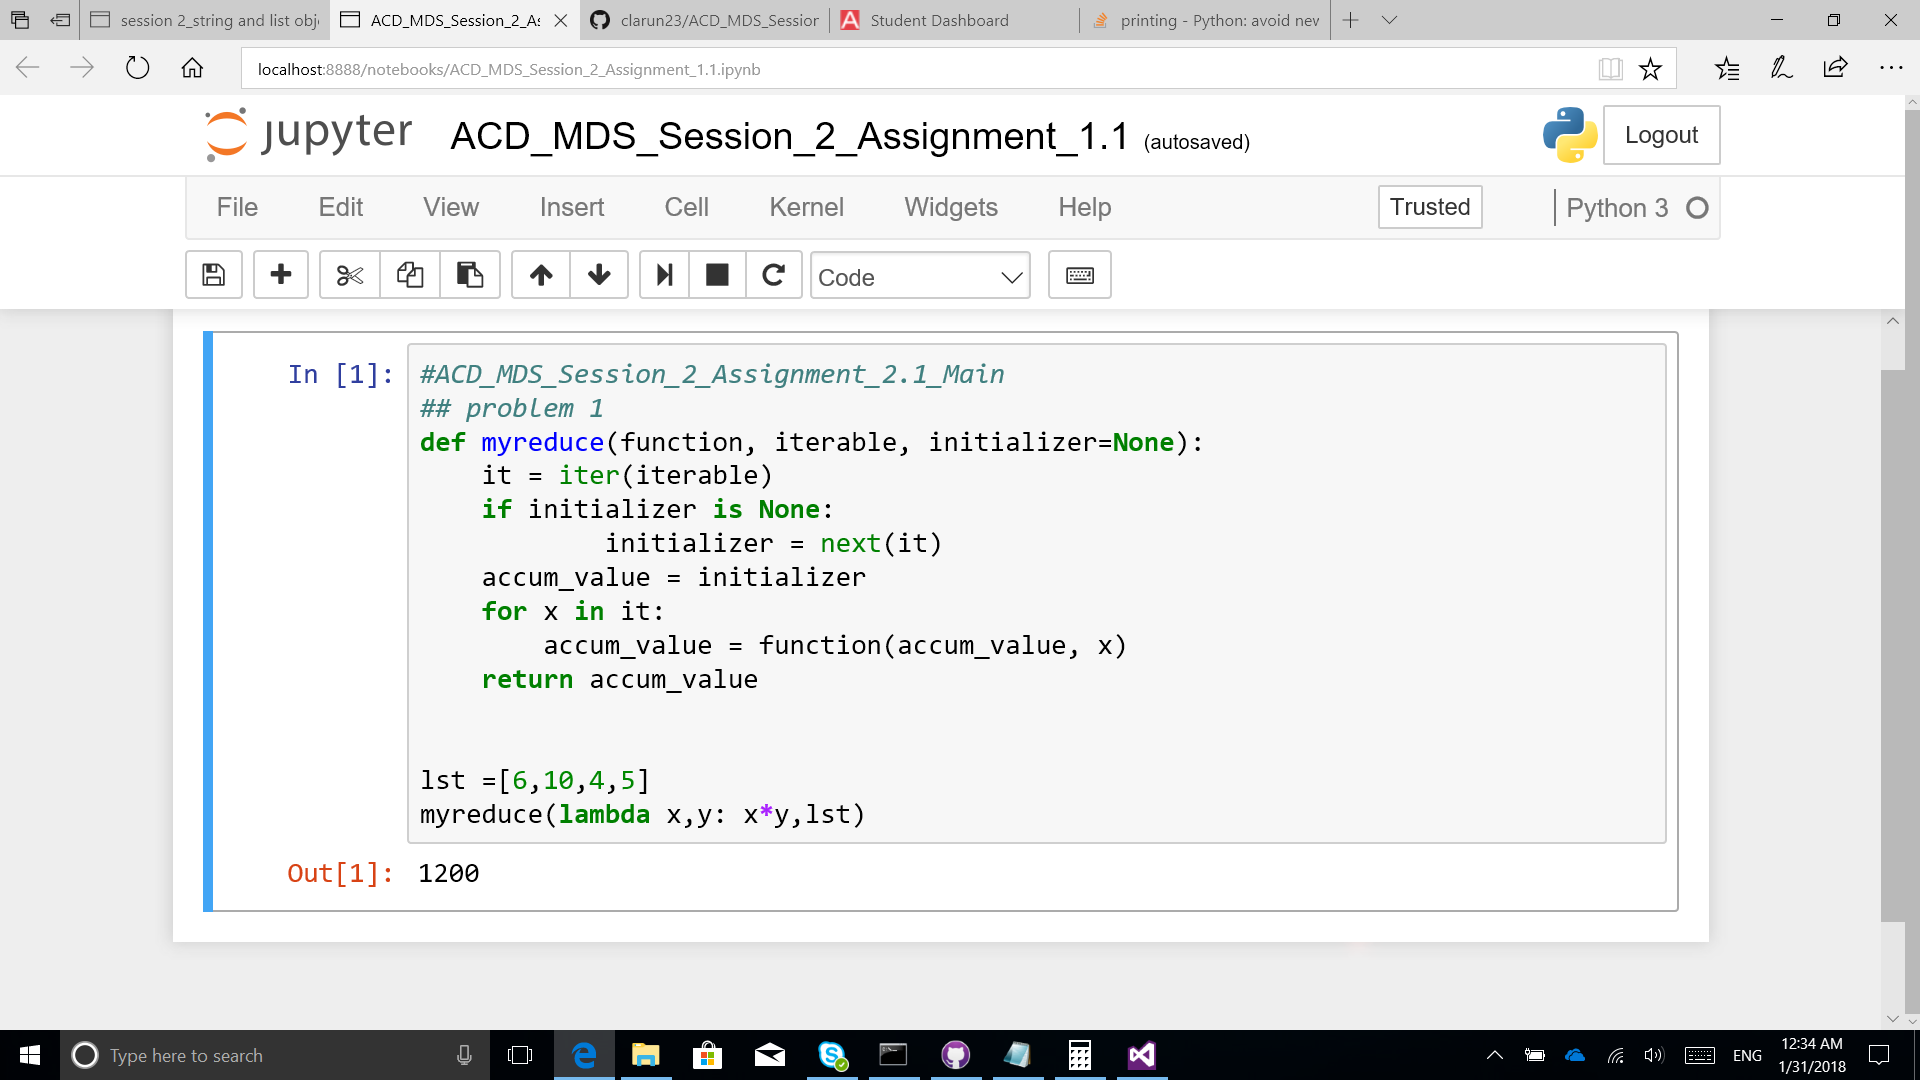 session 2_string and list obj
ACD_MDS_Session_2_As
clarun23/ACD_MDS_Session
Student Dashboard
printing - Python: avoid new
localhost:8888/notebooks/ACD_MDS_Session_2_Assignment_1.1.ipynb
jupyter ACD_MDS_Session_2_Assignment_1.1 (autosaved)
Logout
File Edit View Insert Cell Kernel Widgets Help
Trusted
Python 3
Code
In [1]:
#ACD_MDS_Session_2_Assignment_2.1_Main
## problem 1
def myreduce(function, iterable, initializer=None):
    it = iter(iterable)
    if initializer is None:
            initializer = next(it)
    accum_value = initializer
    for x in it:
        accum_value = function(accum_value, x)
    return accum_value
lst =[6,10,4,5]
myreduce(lambda x,y: x*y,lst)
Out[1]: 1200
Type here to search
ENG
12:34 AM
1/31/2018